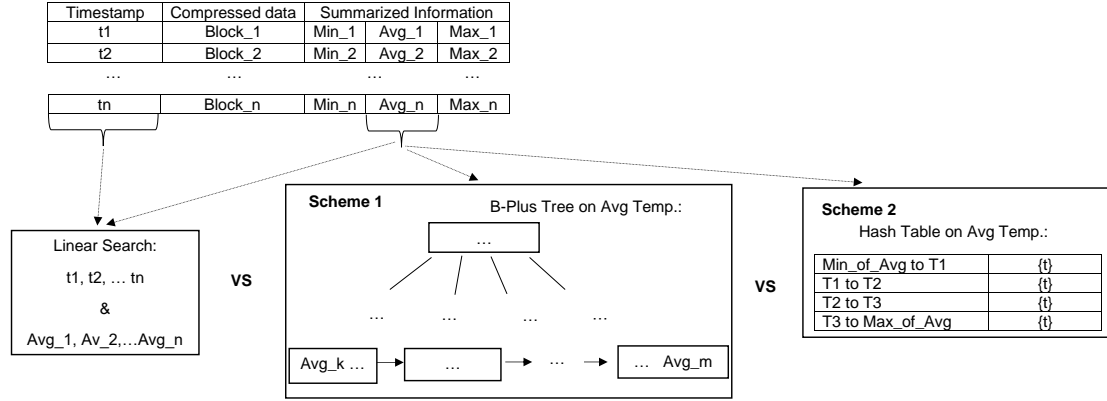 Timestamp Compressed data Summarized Information
t1 Block_1 Min_1 Avg_1 Max_1
t2 Block_2 Min_2 Avg_2 Max_2
… … … …
tn Block_n Min_n Avg_n Max_n
Linear Search:
t1, t2, … tn
&
Avg_1, Av_2,…Avg_n
VS
Scheme 1
B-Plus Tree on Avg Temp.:
…
… … … …
Avg_k … … … … Avg_m
VS
Scheme 2
Hash Table on Avg Temp.:
Min_of_Avg to T1 {t}
T1 to T2 {t}
T2 to T3 {t}
T3 to Max_of_Avg {t}